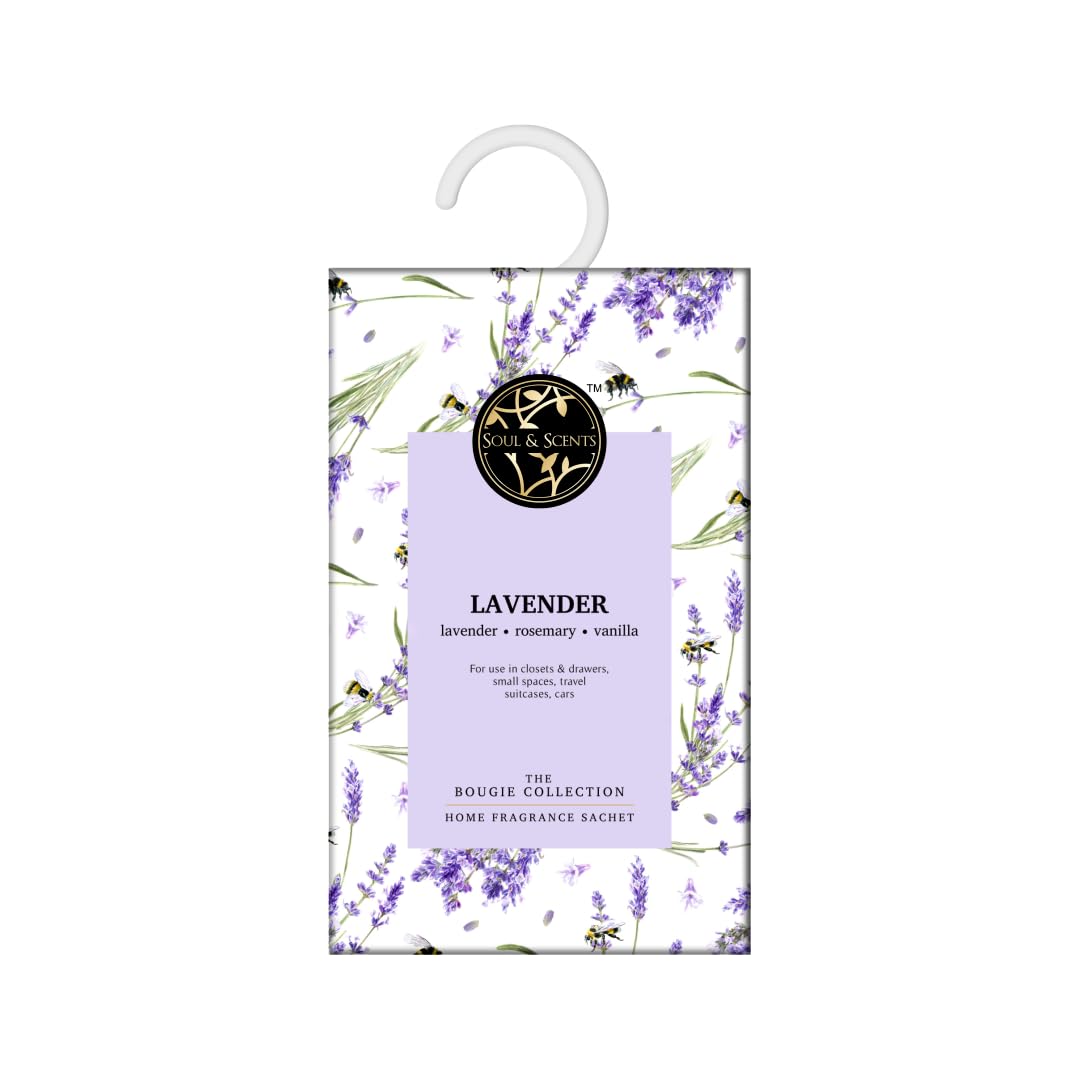 TM
SOUL & SCENTS
LAVENDER
lavender • rosemary • vanilla
For use in closets & drawers,
small spaces, travel
suitcases, cars
THE
BOUGIE COLLECTION
HOME FRAGRANCE SACHET